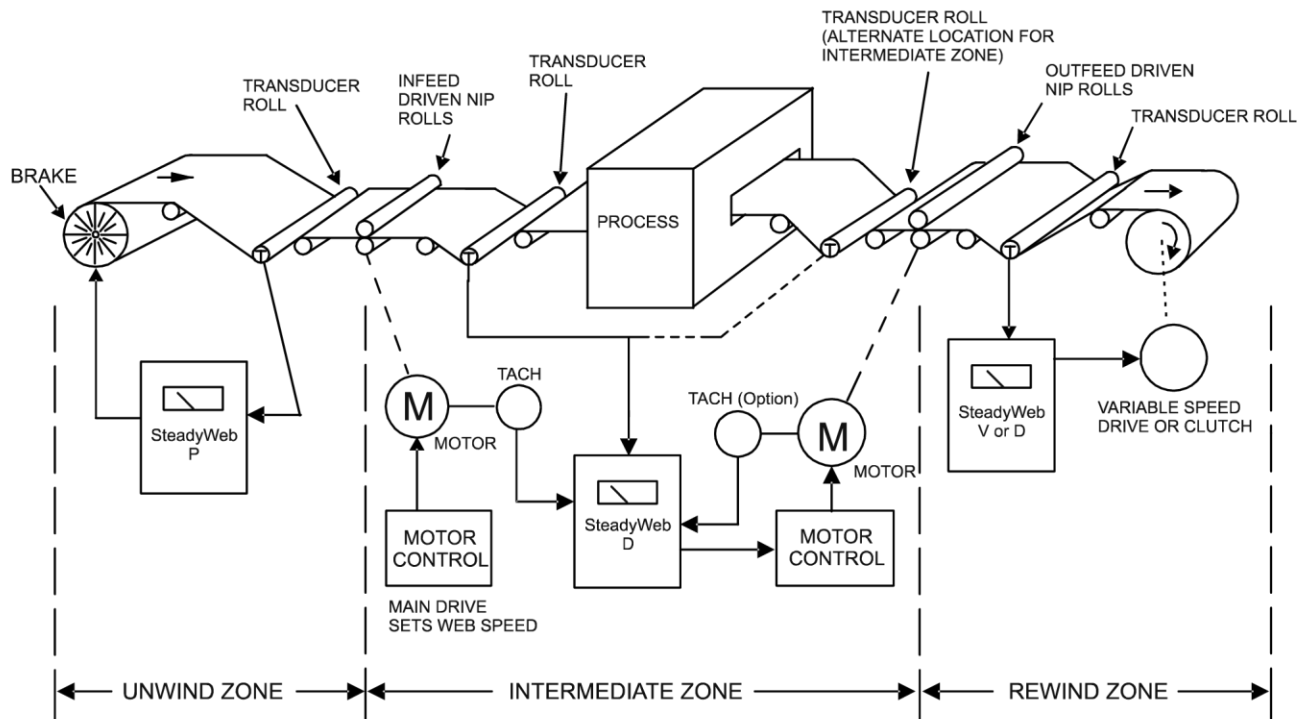 TRANSDUCER ROLL
(ALTERNATE LOCATION FOR
INTERMEDIATE ZONE)
TRANSDUCER
ROLL
INFEED
DRIVEN NIP
ROLLS
TRANSDUCER
ROLL
OUTFEED DRIVEN
NIP ROLLS
TRANSDUCER ROLL
BRAKE
PROCESS
T
T
T
T
SteadyWeb
P
M
MOTOR
TACH
TACH (Option)
M
MOTOR
SteadyWeb
V or D
VARIABLE SPEED
DRIVE OR CLUTCH
MOTOR
CONTROL
SteadyWeb
D
MOTOR
CONTROL
MAIN DRIVE
SETS WEB SPEED
UNWIND ZONE
INTERMEDIATE ZONE
REWIND ZONE